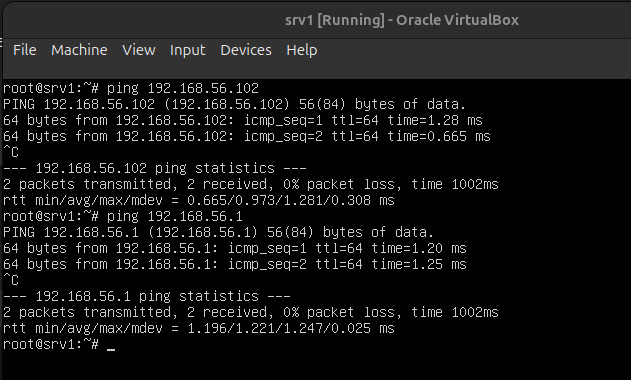 srv1 [Running] - Oracle VirtualBox
File Machine View Input Devices Help
root@srv1:~# ping 192.168.56.102
PING 192.168.56.102 (192.168.56.102) 56(84) bytes of data.
64 bytes from 192.168.56.102: icmp_seq=1 ttl=64 time=1.28 ms
64 bytes from 192.168.56.102: icmp_seq=2 ttl=64 time=0.665 ms
^C
--- 192.168.56.102 ping statistics ---
2 packets transmitted, 2 received, 0% packet loss, time 1002ms
rtt min/avg/max/mdev = 0.665/0.973/1.281/0.308 ms
root@srv1:~# ping 192.168.56.1
PING 192.168.56.1 (192.168.56.1) 56(84) bytes of data.
64 bytes from 192.168.56.1: icmp_seq=1 ttl=64 time=1.20 ms
64 bytes from 192.168.56.1: icmp_seq=2 ttl=64 time=1.25 ms
^C
--- 192.168.56.1 ping statistics ---
2 packets transmitted, 2 received, 0% packet loss, time 1002ms
rtt min/avg/max/mdev = 1.196/1.221/1.247/0.025 ms
root@srv1:~# _